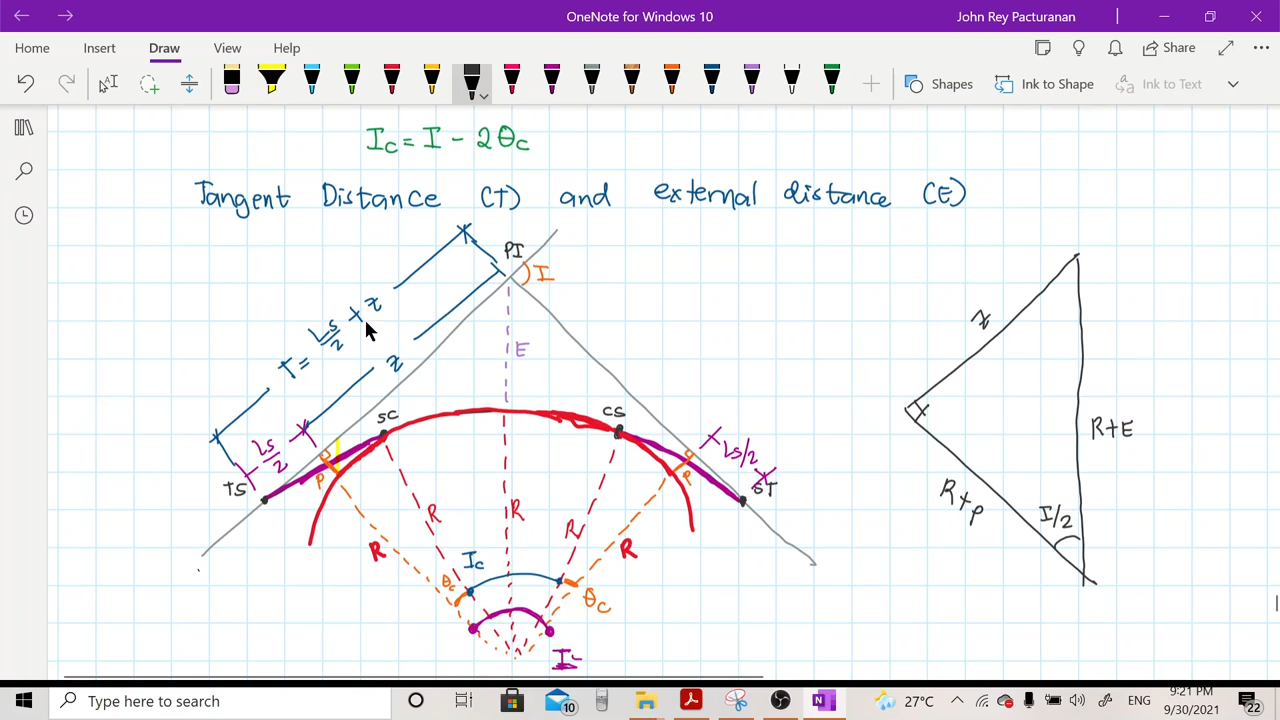 OneNote for Windows 10
John Rey Pacturanan
Home Insert Draw View Help
Share
Shapes
Ink to Shape
Ink to Text
Ic = I - 2θc
Tangent Distance (T) and external distance (E)
PI
I
T = Ls/2 + z
z
E
SC
CS
Ls/2
Ls/2
TS
ST
P
P
R
R
R
R
R
Ic
θc
θc
I
z
R+E
R+p
I/2
Type here to search
10
27°C
ENG
9:21 PM
9/30/2021
22